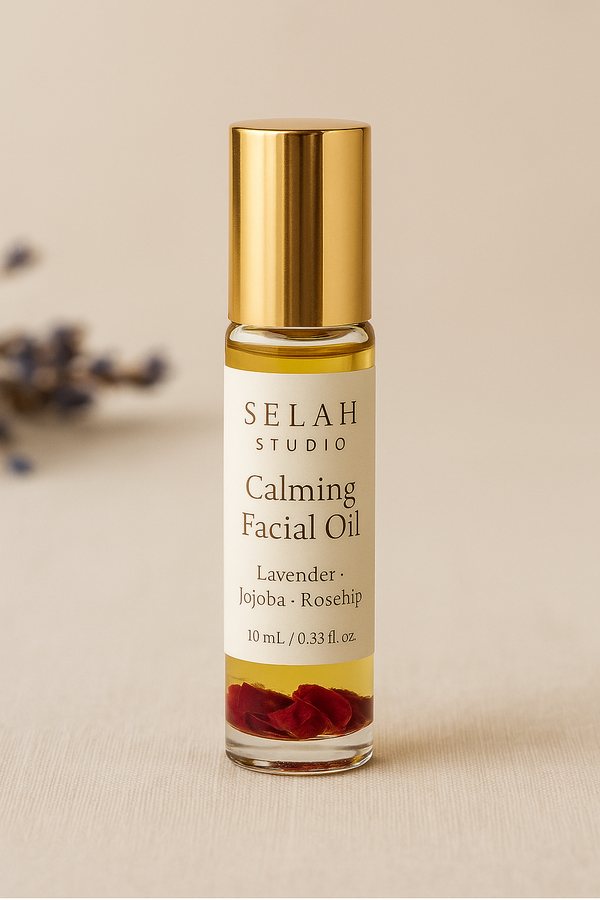 SELAH
STUDIO
Calming
Facial Oil
Lavender ·
Jojoba · Rosehip
10 mL / 0.33 fl. oz.